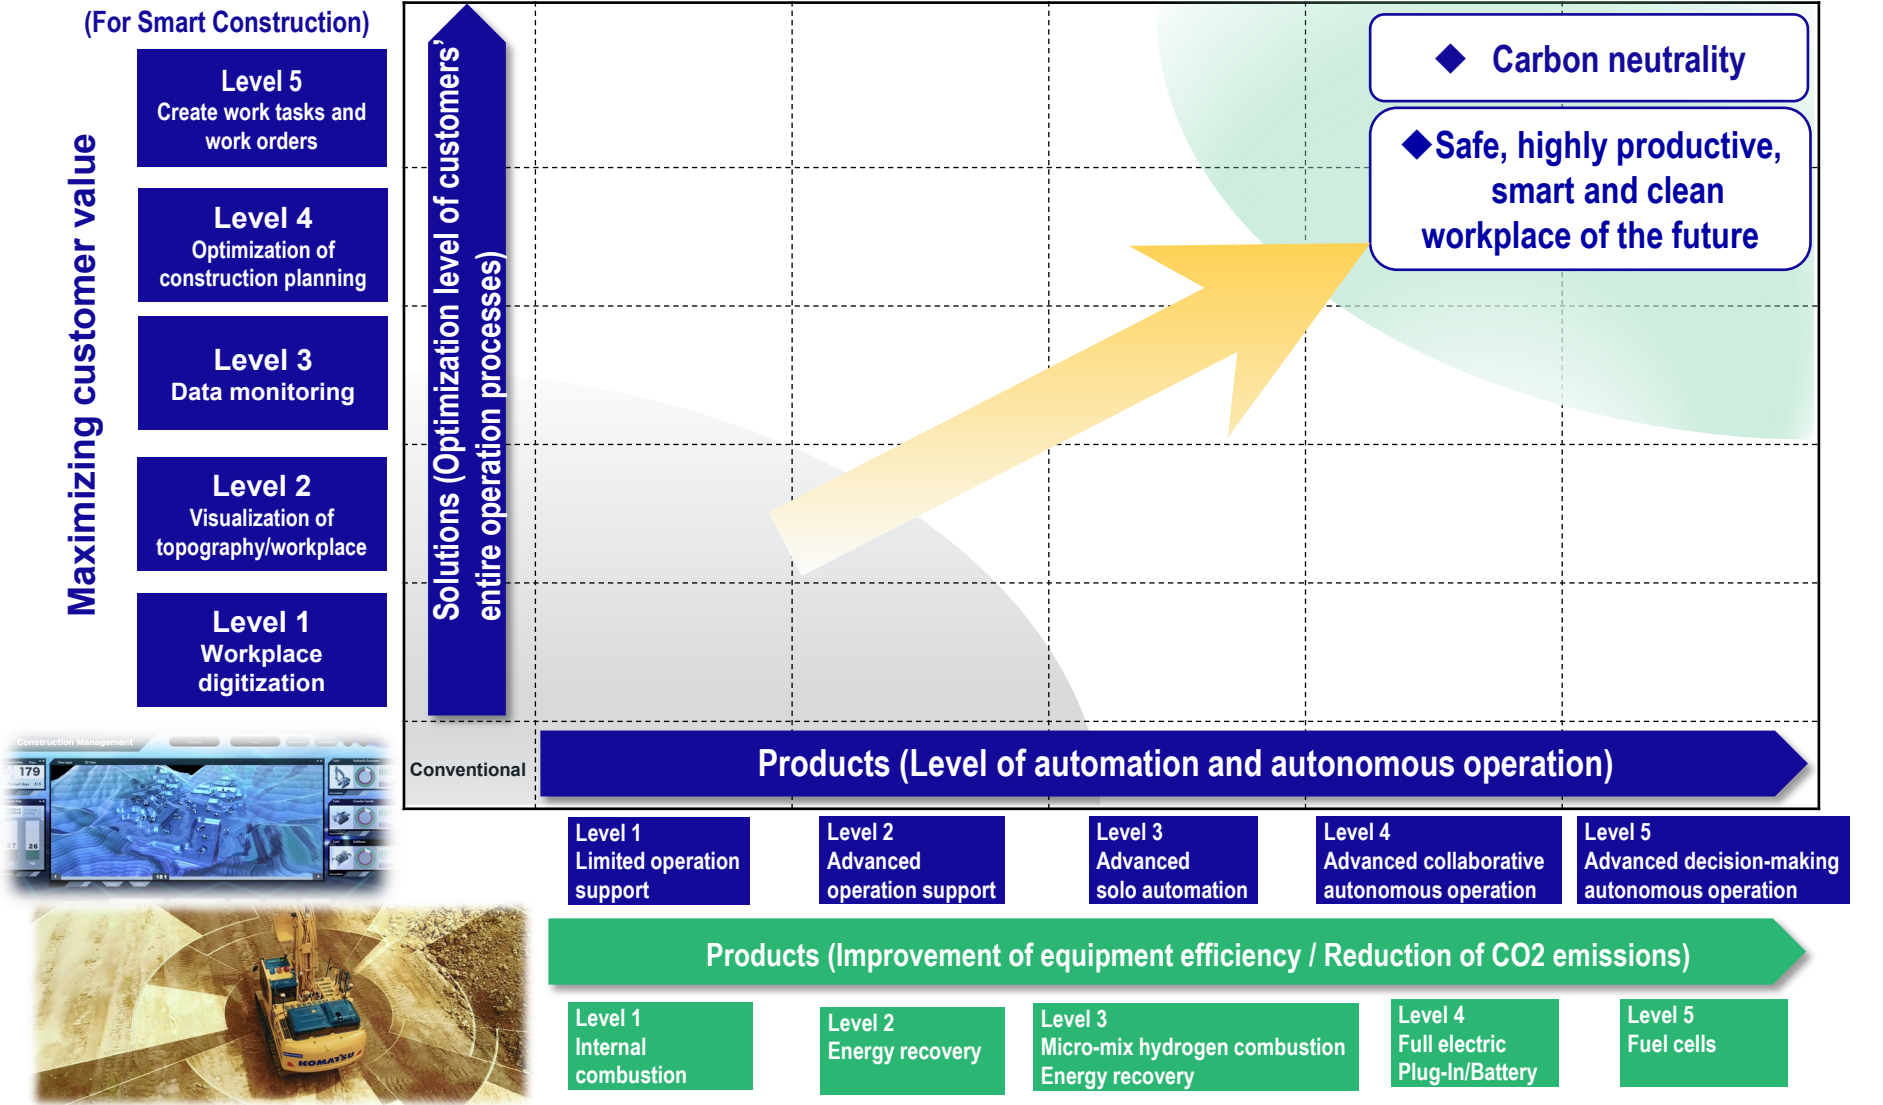 (For Smart Construction)
Maximizing customer value
Level 5
Create work tasks and
work orders
Level 4
Optimization of
construction planning
Level 3
Data monitoring
Level 2
Visualization of
topography/workplace
Level 1
Workplace
digitization
Solutions (Optimization level of customers'
entire operation processes)
◆ Carbon neutrality
◆Safe, highly productive,
smart and clean
workplace of the future
Conventional
Products (Level of automation and autonomous operation)
Level 1
Limited operation
support
Level 2
Advanced
operation support
Level 3
Advanced
solo automation
Level 4
Advanced collaborative
autonomous operation
Level 5
Advanced decision-making
autonomous operation
Products (Improvement of equipment efficiency / Reduction of CO2 emissions)
Level 1
Internal
combustion
Level 2
Energy recovery
Level 3
Micro-mix hydrogen combustion
Energy recovery
Level 4
Full electric
Plug-In/Battery
Level 5
Fuel cells
Construction Management
179
27
26
151
KOMATSU